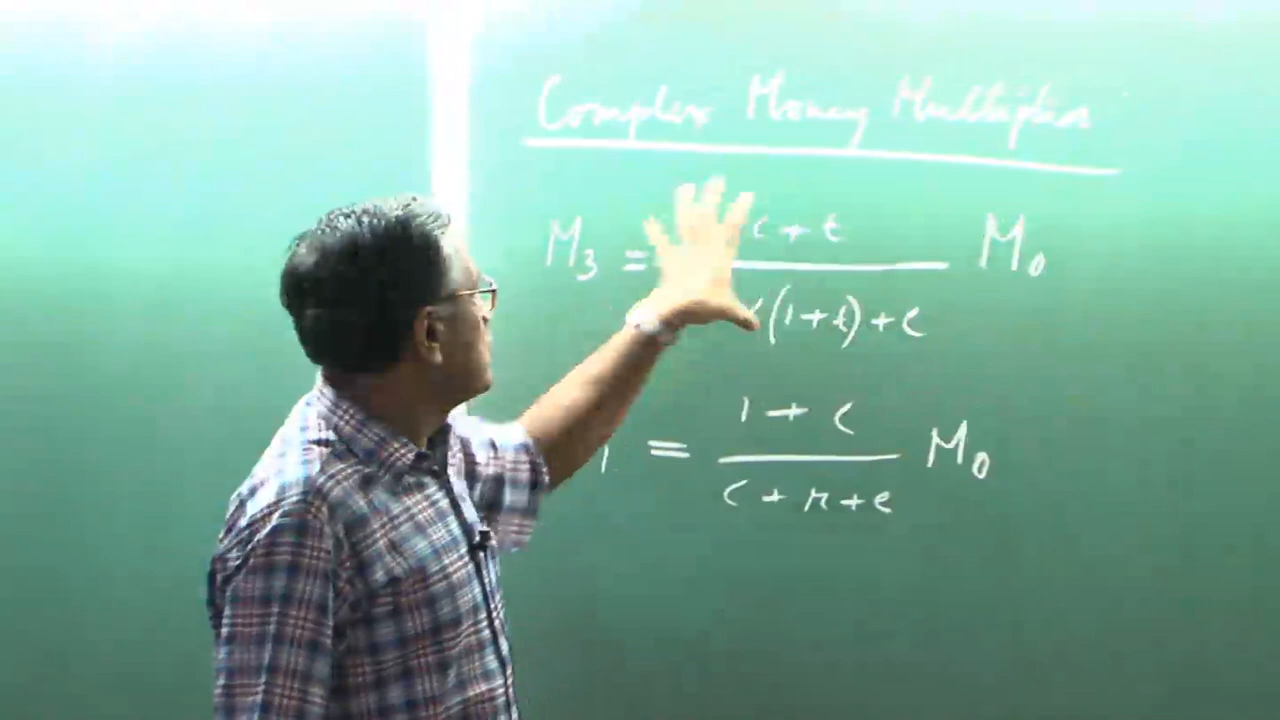 Complex Money Multiplier
M₃ = c + t
M₀
(1+t) + e
1 + c
= M₀
c + r + e